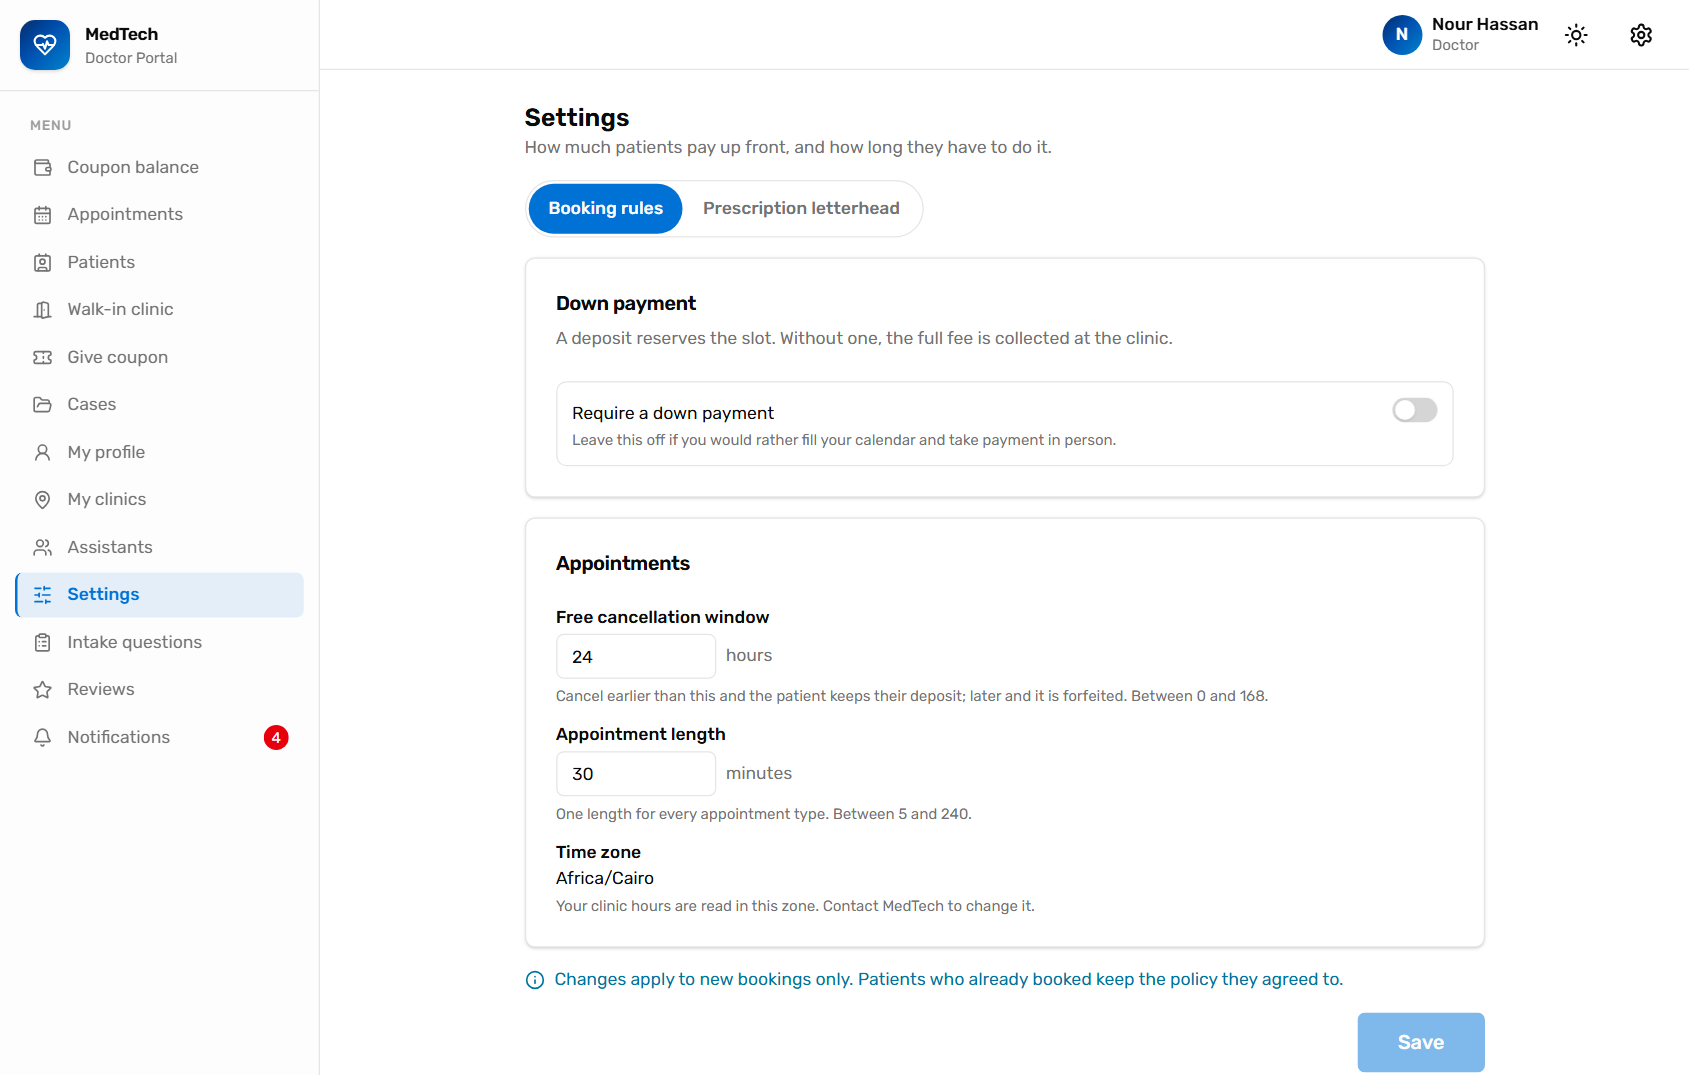 MedTech
Doctor Portal
MENU
Coupon balance
Appointments
Patients
Walk-in clinic
Give coupon
Cases
My profile
My clinics
Assistants
Settings
Intake questions
Reviews
Notifications
4
N
Nour Hassan
Doctor
Settings
How much patients pay up front, and how long they have to do it.
Booking rules
Prescription letterhead
Down payment
A deposit reserves the slot. Without one, the full fee is collected at the clinic.
Require a down payment
Leave this off if you would rather fill your calendar and take payment in person.
Appointments
Free cancellation window
24
hours
Cancel earlier than this and the patient keeps their deposit; later and it is forfeited. Between 0 and 168.
Appointment length
30
minutes
One length for every appointment type. Between 5 and 240.
Time zone
Africa/Cairo
Your clinic hours are read in this zone. Contact MedTech to change it.
Changes apply to new bookings only. Patients who already booked keep the policy they agreed to.
Save